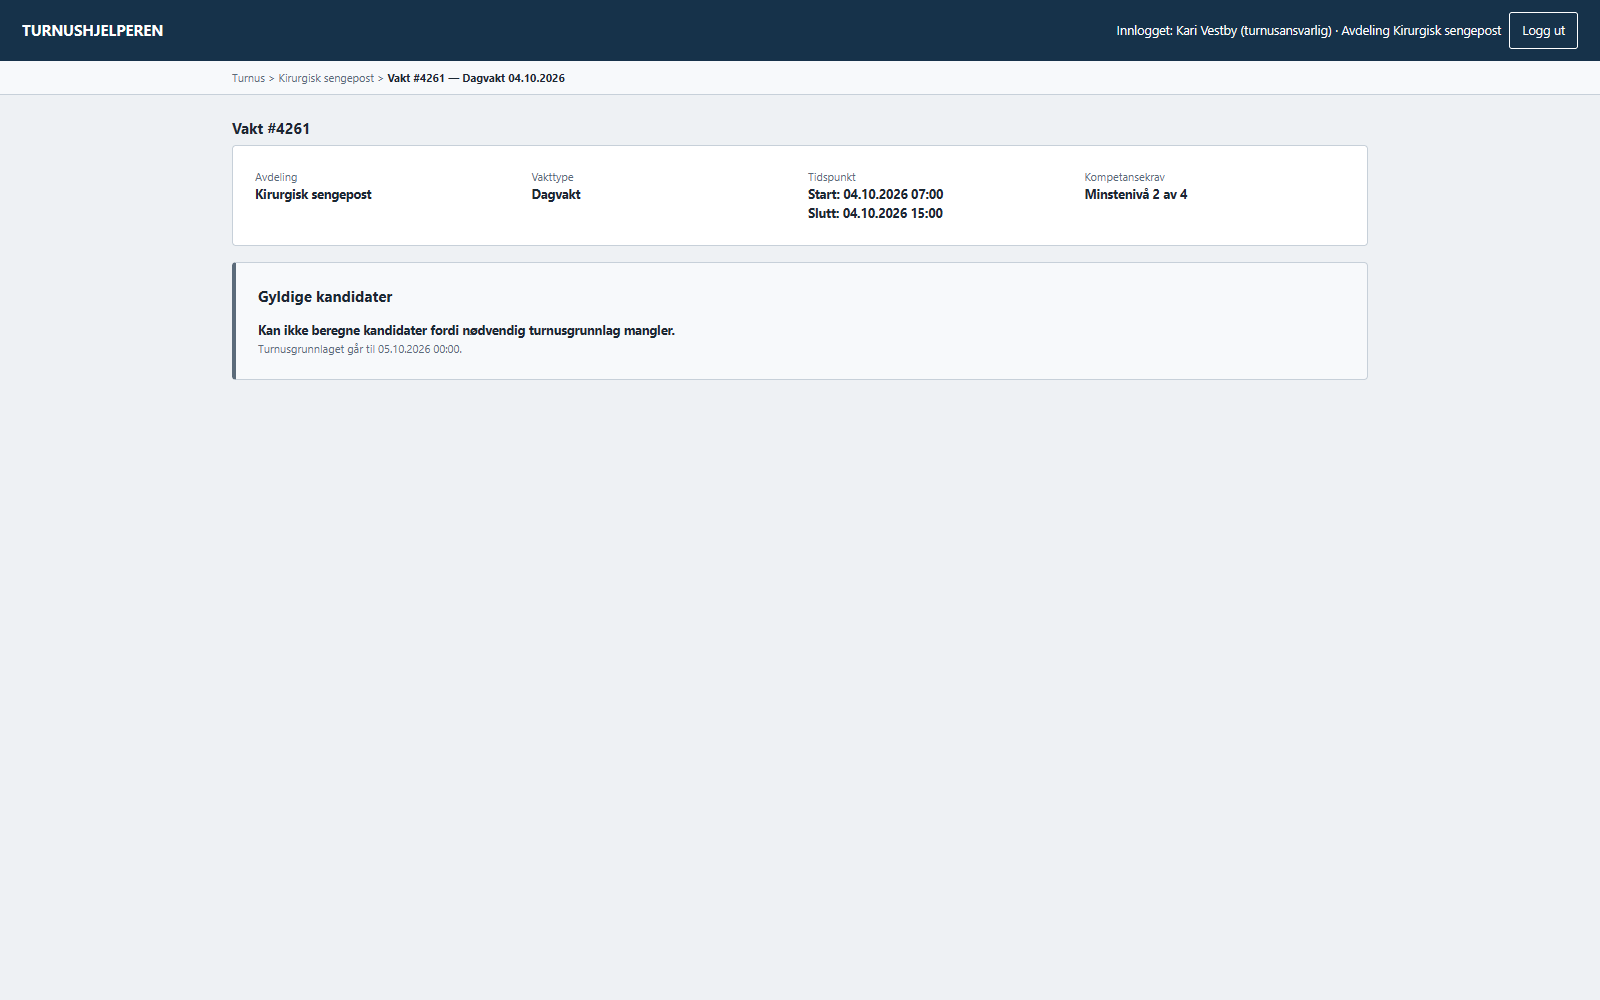 TURNUSHJELPEREN
Innlogget: Kari Vestby (turnusansvarlig) · Avdeling Kirurgisk sengepost
Logg ut
Turnus > Kirurgisk sengepost > Vakt #4261 — Dagvakt 04.10.2026
Vakt #4261
Avdeling
Kirurgisk sengepost
Vakttype
Dagvakt
Tidspunkt
Start: 04.10.2026 07:00
Slutt: 04.10.2026 15:00
Kompetansekrav
Minstenivå 2 av 4
Gyldige kandidater
Kan ikke beregne kandidater fordi nødvendig turnusgrunnlag mangler.
Turnusgrunnlaget går til 05.10.2026 00:00.